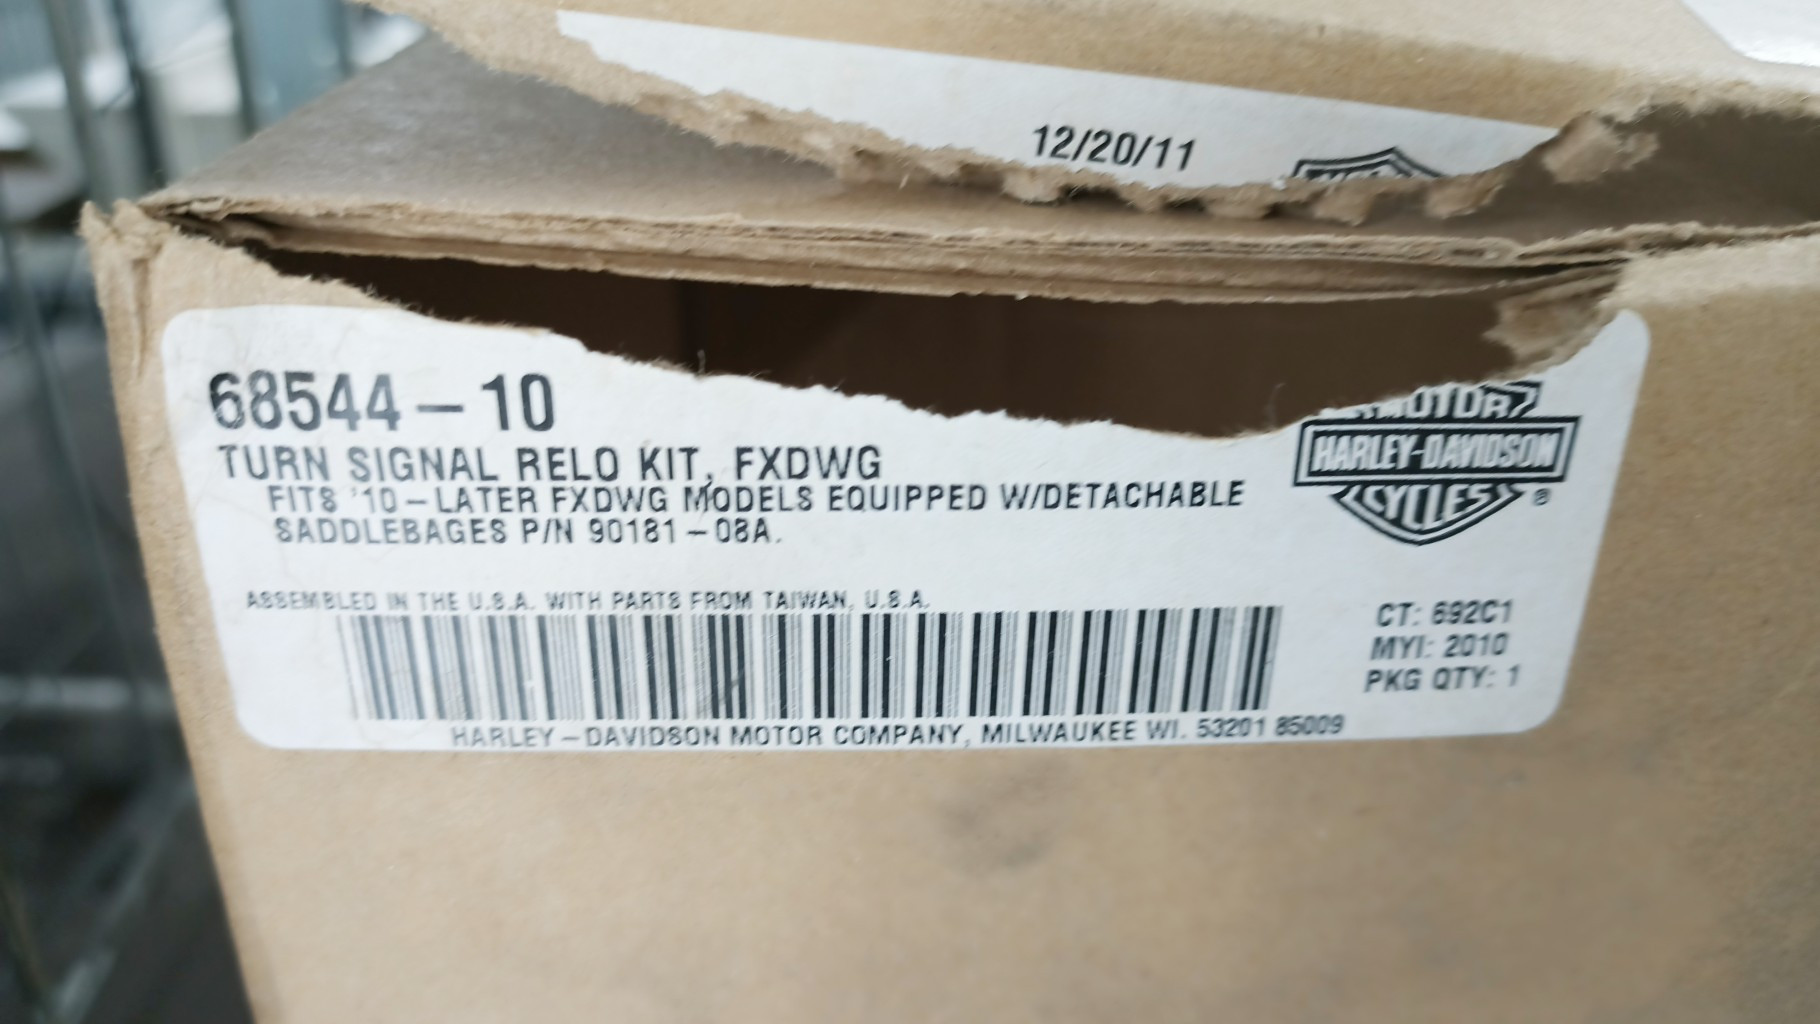 12/20/11
68544-10
TURN SIGNAL RELO KIT, FXDWG
FITS '10-LATER FXDWG MODELS EQUIPPED W/DETACHABLE
SADDLEBAGES P/N 90181-08A.
MOTOR
HARLEY-DAVIDSON
CYCLES ®
ASSEMBLED IN THE U.S.A. WITH PARTS FROM TAIWAN, U.S.A.
CT: 692C1
MYI: 2010
PKG QTY: 1
HARLEY-DAVIDSON MOTOR COMPANY, MILWAUKEE WI. 53201 85009